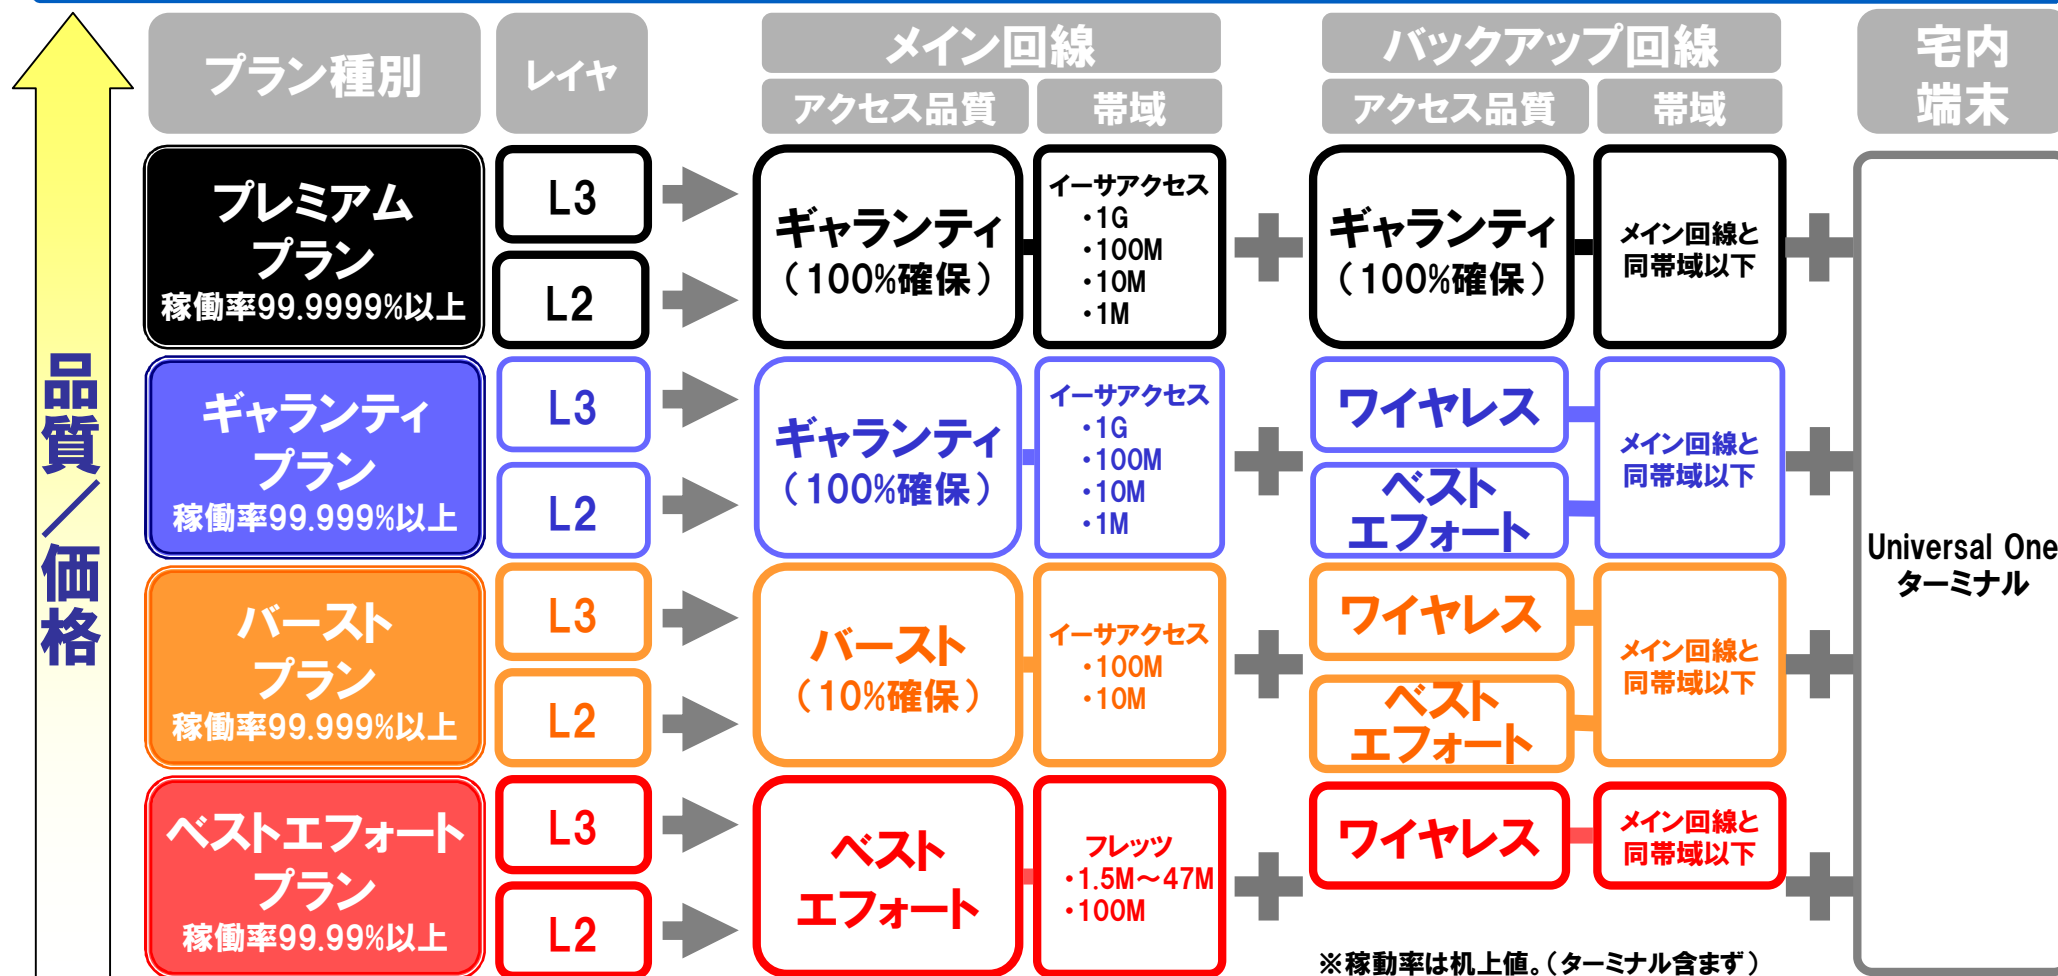 品質／価格
プラン種別
レイヤ
メイン回線
アクセス品質
帯域
バックアップ回線
アクセス品質
帯域
宅内
端末
プレミアム
プラン
稼働率99.9999%以上
L3
L2
ギャランティ
（100%確保）
イーサアクセス
・1G
・100M
・10M
・1M
ギャランティ
（100%確保）
メイン回線と
同帯域以下
ギャランティ
プラン
稼働率99.999%以上
L3
L2
ギャランティ
（100%確保）
イーサアクセス
・1G
・100M
・10M
・1M
ワイヤレス
ベスト
エフォート
メイン回線と
同帯域以下
バースト
プラン
稼働率99.999%以上
L3
L2
バースト
（10%確保）
イーサアクセス
・100M
・10M
ワイヤレス
ベスト
エフォート
メイン回線と
同帯域以下
ベストエフォート
プラン
稼働率99.99%以上
L3
L2
ベスト
エフォート
フレッツ
・1.5M～47M
・100M
ワイヤレス
メイン回線と
同帯域以下
Universal One
ターミナル
※稼動率は机上値。（ターミナル含まず）